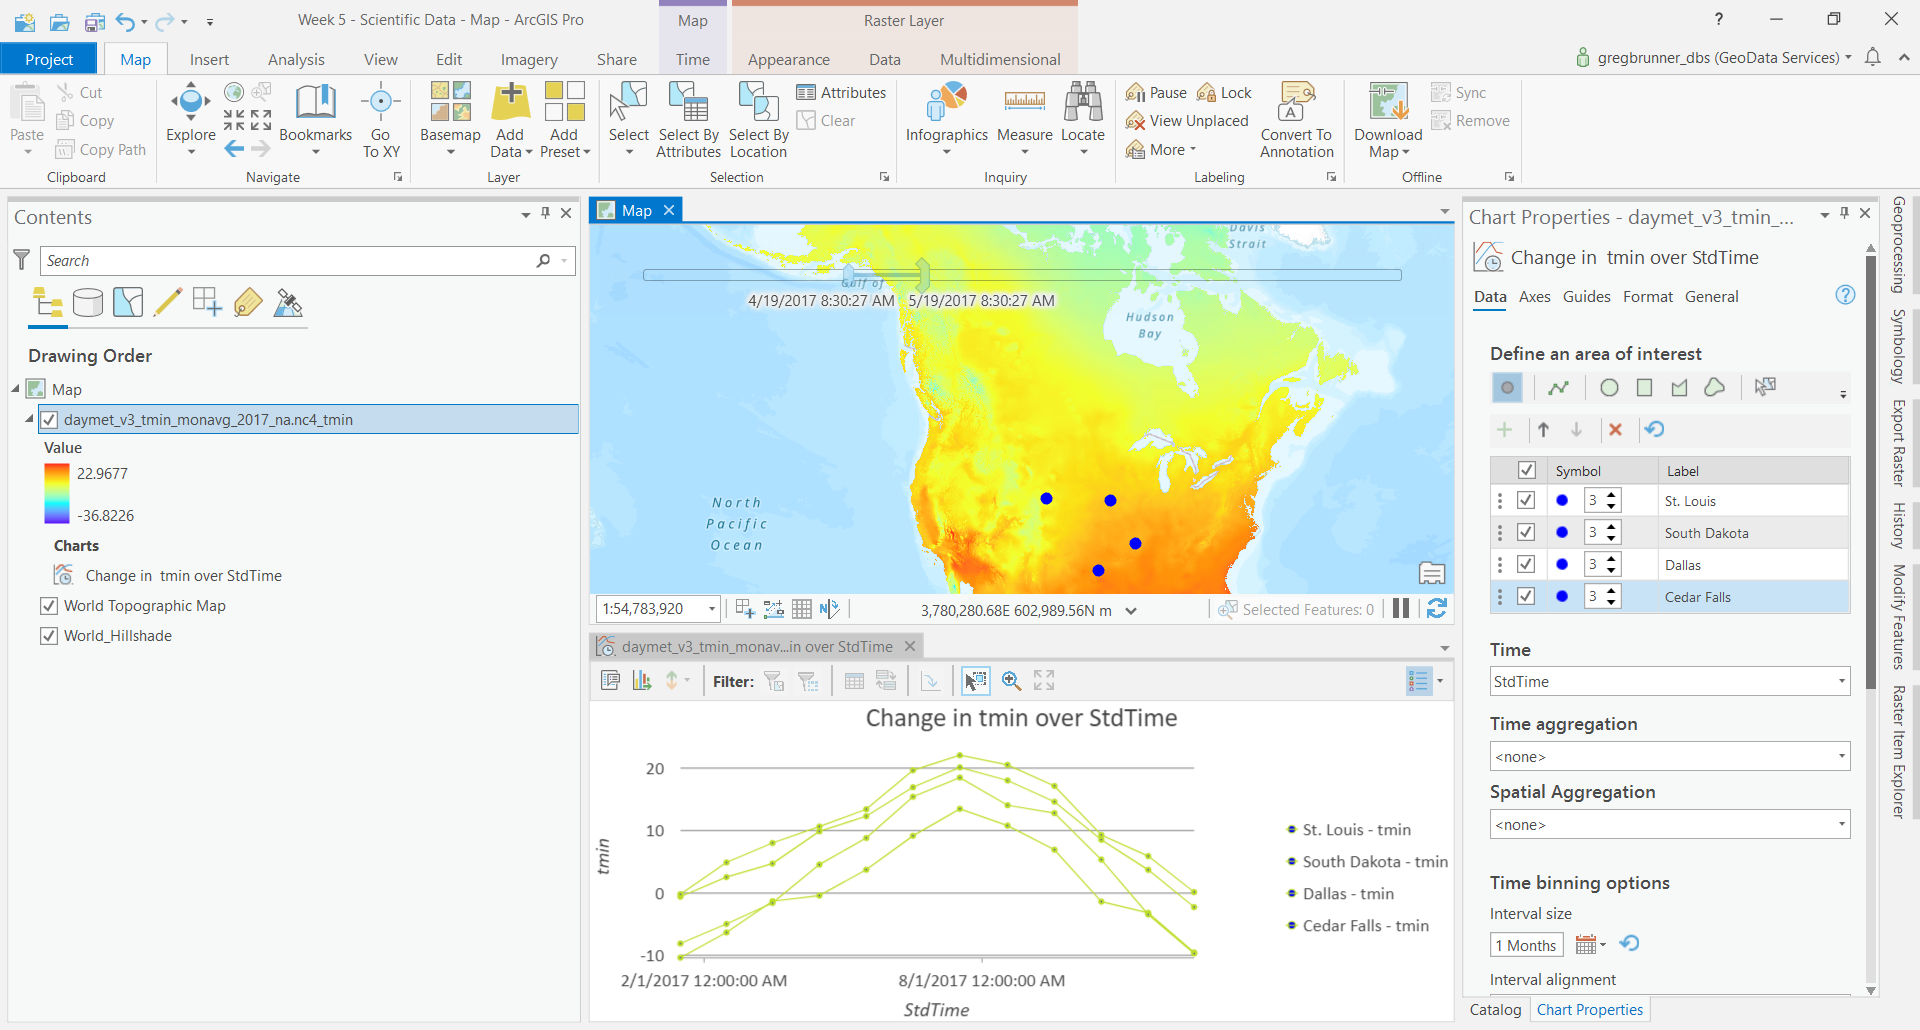 Week 5 - Scientific Data - Map - ArcGIS Pro
Map
Raster Layer
?
Project
Map
Insert
Analysis
View
Edit
Imagery
Share
Time
Appearance
Data
Multidimensional
gregbrunner_dbs (GeoData Services)
Paste
Cut
Copy
Copy Path
Clipboard
Explore
Bookmarks
Go To XY
Navigate
Basemap
Add Data
Add Preset
Layer
Select
Select By Attributes
Select By Location
Attributes
Clear
Selection
Infographics
Measure
Locate
Inquiry
Pause
Lock
View Unplaced
More
Convert To Annotation
Labeling
Download Map
Sync
Remove
Offline
Contents
Search
Drawing Order
Map
daymet_v3_tmin_monavg_2017_na.nc4_tmin
Value
22.9677
-36.8226
Charts
Change in tmin over StdTime
World Topographic Map
World_Hillshade
Map
Davis Strait
Gulf of
4/19/2017 8:30:27 AM
5/19/2017 8:30:27 AM
Hudson Bay
North Pacific Ocean
1:54,783,920
3,780,280.68E 602,989.56N m
Selected Features: 0
daymet_v3_tmin_monav...in over StdTime
Filter:
Change in tmin over StdTime
20
10
0
-10
tmin
2/1/2017 12:00:00 AM
8/1/2017 12:00:00 AM
StdTime
St. Louis - tmin
South Dakota - tmin
Dallas - tmin
Cedar Falls - tmin
Chart Properties - daymet_v3_tmin_...
Change in tmin over StdTime
Data
Axes
Guides
Format
General
?
Define an area of interest
Symbol
Label
3
St. Louis
3
South Dakota
3
Dallas
3
Cedar Falls
Time
StdTime
Time aggregation
<none>
Spatial Aggregation
<none>
Time binning options
Interval size
1 Months
Interval alignment
Catalog
Chart Properties
Geoprocessing
Symbology
Export Raster
History
Modify Features
Raster Item Explorer